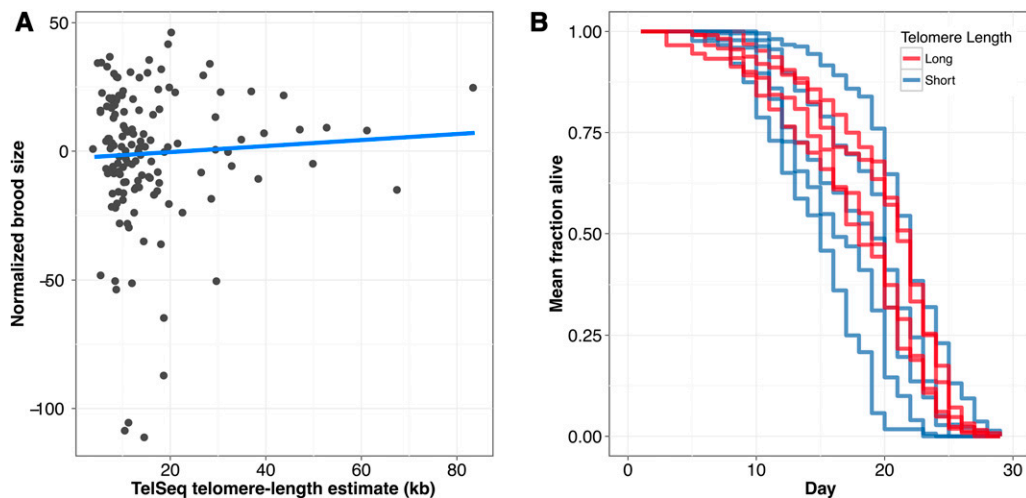 A
Normalized brood size
50
0
−50
−100
20
40
60
80
TelSeq telomere-length estimate (kb)
B
Mean fraction alive
1.00
0.75
0.50
0.25
0.00
0
10
20
30
Day
Telomere Length
Long
Short